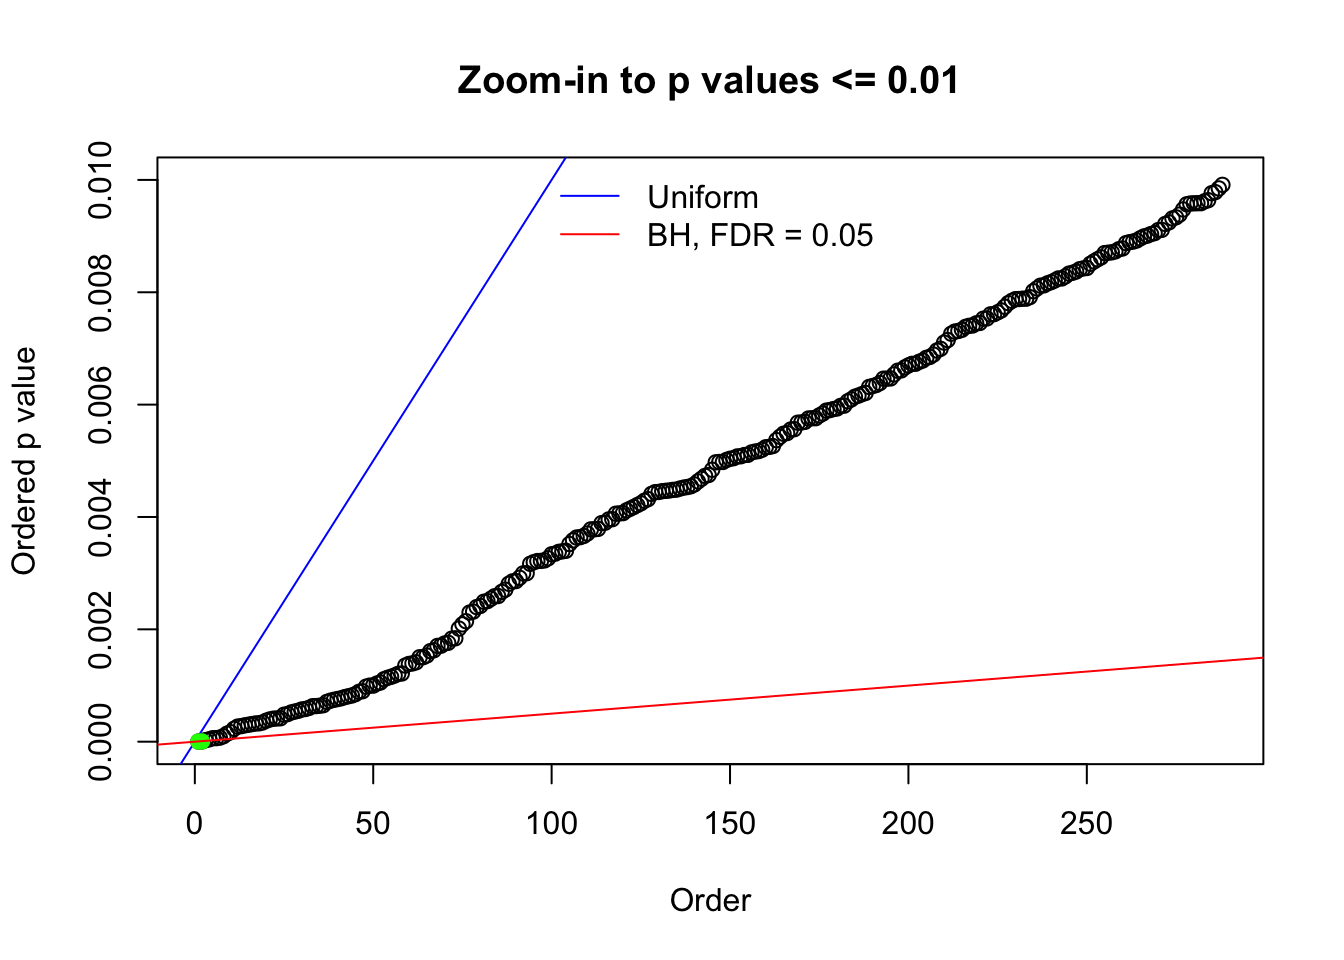 Zoom-in to p values <= 0.01
Uniform
BH, FDR = 0.05
Ordered p value
0.010
0.008
0.006
0.004
0.002
0.000
0 50 100 150 200 250
Order